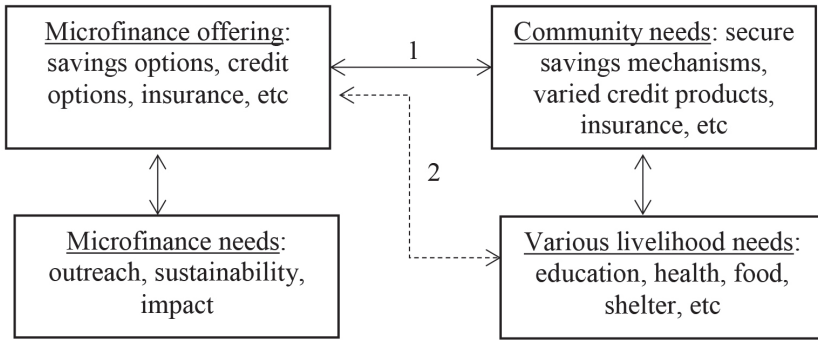 Microfinance offering:
savings options, credit
options, insurance, etc
1
Community needs: secure
savings mechanisms,
varied credit products,
insurance, etc
2
Microfinance needs:
outreach, sustainability,
impact
Various livelihood needs:
education, health, food,
shelter, etc